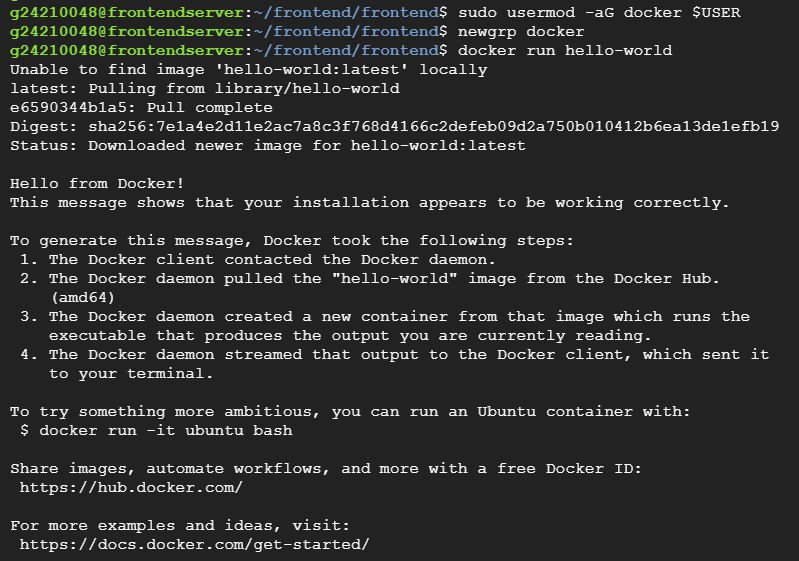 g24210048@frontendserver:~/frontend/frontend$ sudo usermod -aG docker $USER
g24210048@frontendserver:~/frontend/frontend$ newgrp docker
g24210048@frontendserver:~/frontend/frontend$ docker run hello-world
Unable to find image 'hello-world:latest' locally
latest: Pulling from library/hello-world
e6590344b1a5: Pull complete
Digest: sha256:7e1a4e2d11e2ac7a8c3f768d4166c2defeb09d2a750b010412b6ea13de1efb19
Status: Downloaded newer image for hello-world:latest

Hello from Docker!
This message shows that your installation appears to be working correctly.

To generate this message, Docker took the following steps:
 1. The Docker client contacted the Docker daemon.
 2. The Docker daemon pulled the "hello-world" image from the Docker Hub.
    (amd64)
 3. The Docker daemon created a new container from that image which runs the
    executable that produces the output you are currently reading.
 4. The Docker daemon streamed that output to the Docker client, which sent it
    to your terminal.

To try something more ambitious, you can run an Ubuntu container with:
 $ docker run -it ubuntu bash

Share images, automate workflows, and more with a free Docker ID:
 https://hub.docker.com/

For more examples and ideas, visit:
 https://docs.docker.com/get-started/